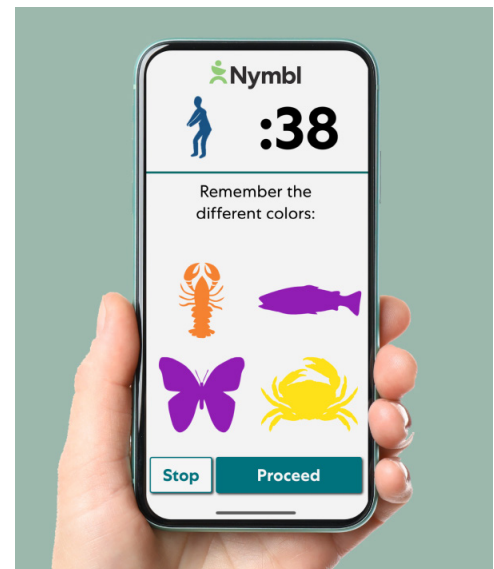 Nymbl
:38
Remember the
different colors:
Stop
Proceed